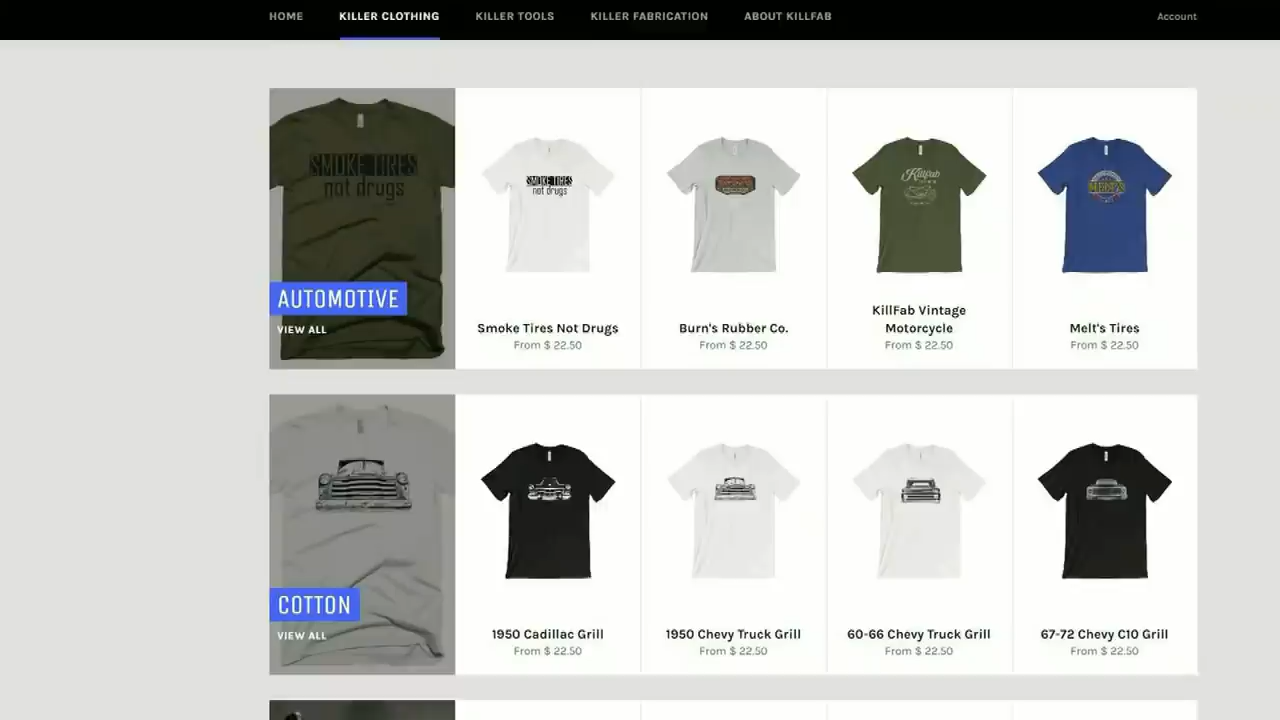 HOME KILLER CLOTHING KILLER TOOLS KILLER FABRICATION ABOUT KILLFAB Account
SMOKE TIRES
not drugs
AUTOMOTIVE
VIEW ALL
SMOKE TIRES
not drugs
Smoke Tires Not Drugs
From $ 22.50
Burn's Rubber Co.
From $ 22.50
Killfab
KillFab Vintage
Motorcycle
From $ 22.50
MELT'S
Melt's Tires
From $ 22.50
COTTON
VIEW ALL
1950 Cadillac Grill
From $ 22.50
1950 Chevy Truck Grill
From $ 22.50
60-66 Chevy Truck Grill
From $ 22.50
67-72 Chevy C10 Grill
From $ 22.50